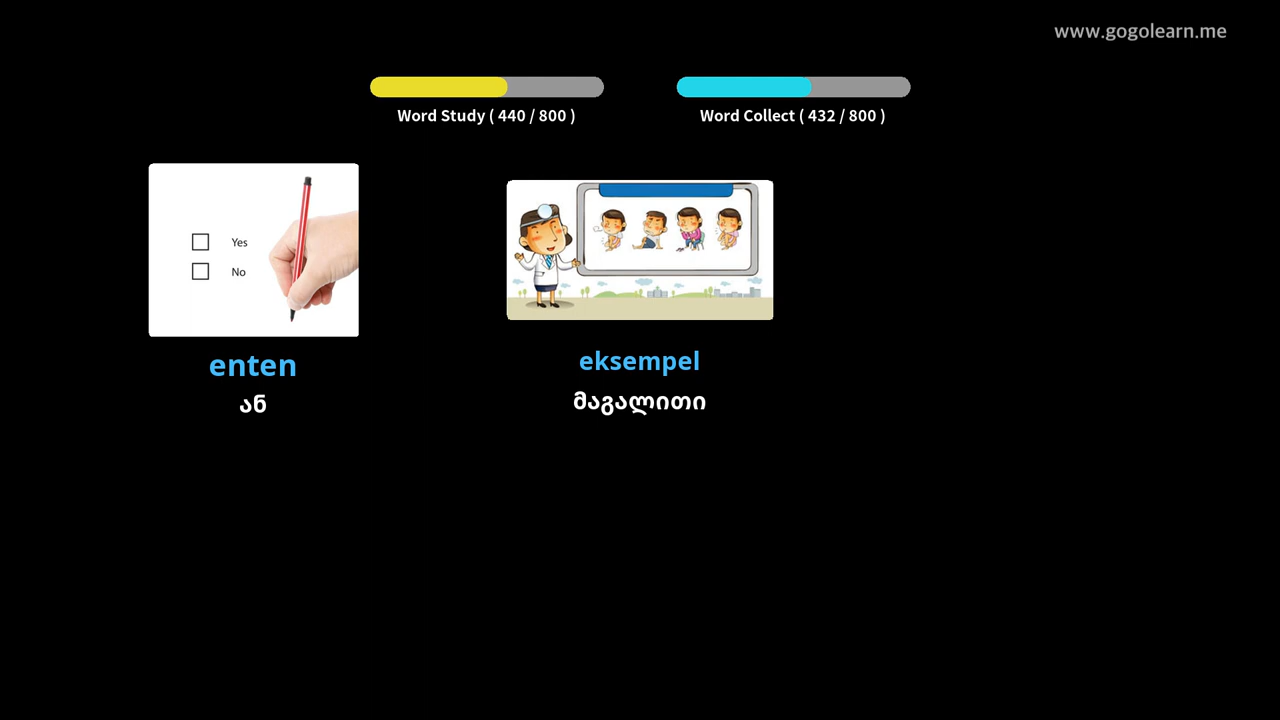 www.gogolearn.me
Word Study ( 440 / 800 )
Word Collect ( 432 / 800 )
Yes
No
enten
ან
eksempel
მაგალითი